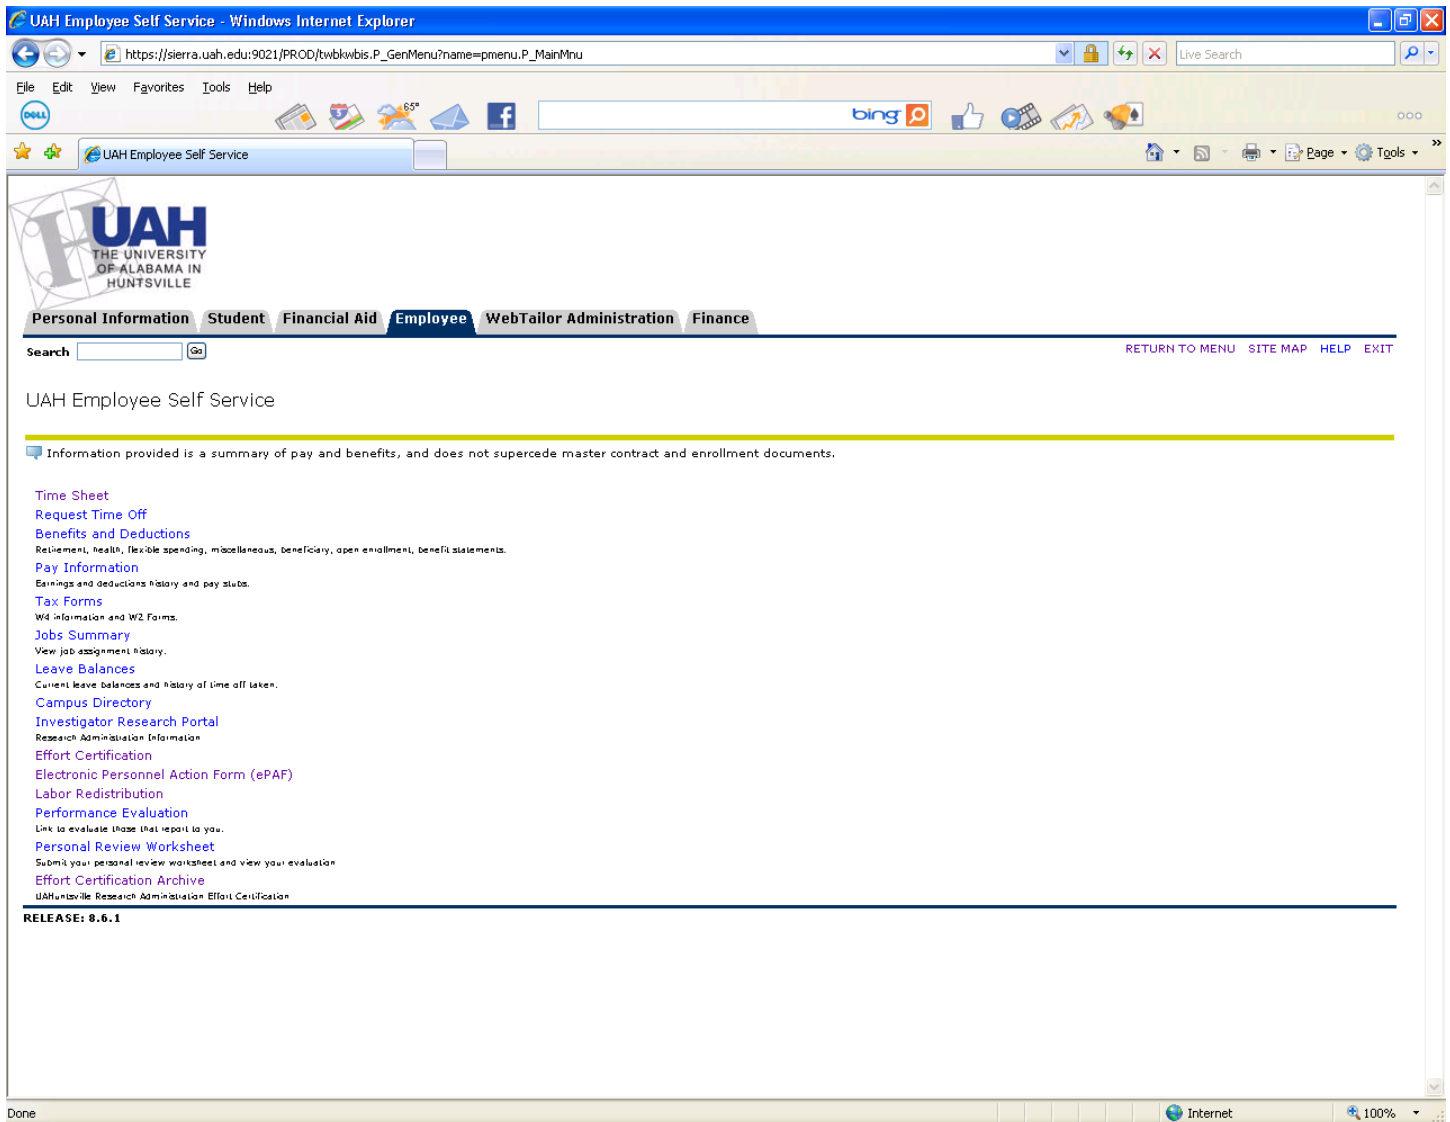 UAH Employee Self Service - Windows Internet Explorer
https://sierra.uah.edu:9021/PROD/twbkwbis.P_GenMenu?name=pmenu.P_MainMnu
Live Search
File Edit View Favorites Tools Help
DELL
65°
bing
UAH Employee Self Service
Page Tools
UAH
THE UNIVERSITY
OF ALABAMA IN
HUNTSVILLE
Personal Information Student Financial Aid Employee WebTailor Administration Finance
Search Go
RETURN TO MENU SITE MAP HELP EXIT
UAH Employee Self Service
Information provided is a summary of pay and benefits, and does not supercede master contract and enrollment documents.
Time Sheet
Request Time Off
Benefits and Deductions
Retirement, health, flexible spending, miscellaneous, beneficiary, open enrollment, benefit statements.
Pay Information
Earnings and deductions history and pay stubs.
Tax Forms
W4 information and W2 Forms.
Jobs Summary
View job assignment history.
Leave Balances
Current leave balances and history of time off taken.
Campus Directory
Investigator Research Portal
Research Administration Information
Effort Certification
Electronic Personnel Action Form (ePAF)
Labor Redistribution
Performance Evaluation
Link to evaluate those that report to you.
Personal Review Worksheet
Submit your personal review worksheet and view your evaluation
Effort Certification Archive
UAHuntsville Research Administration Effort Certification
RELEASE: 8.6.1
Done
Internet
100%